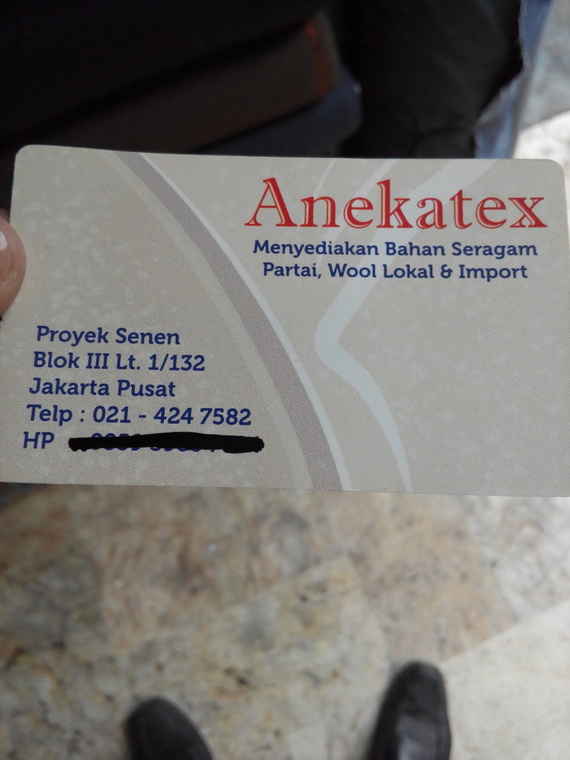 Anekatex
Menyediakan Bahan Seragam
Partai, Wool Lokal & Import
Proyek Senen
Blok III Lt. 1/132
Jakarta Pusat
Telp : 021 - 424 7582
HP